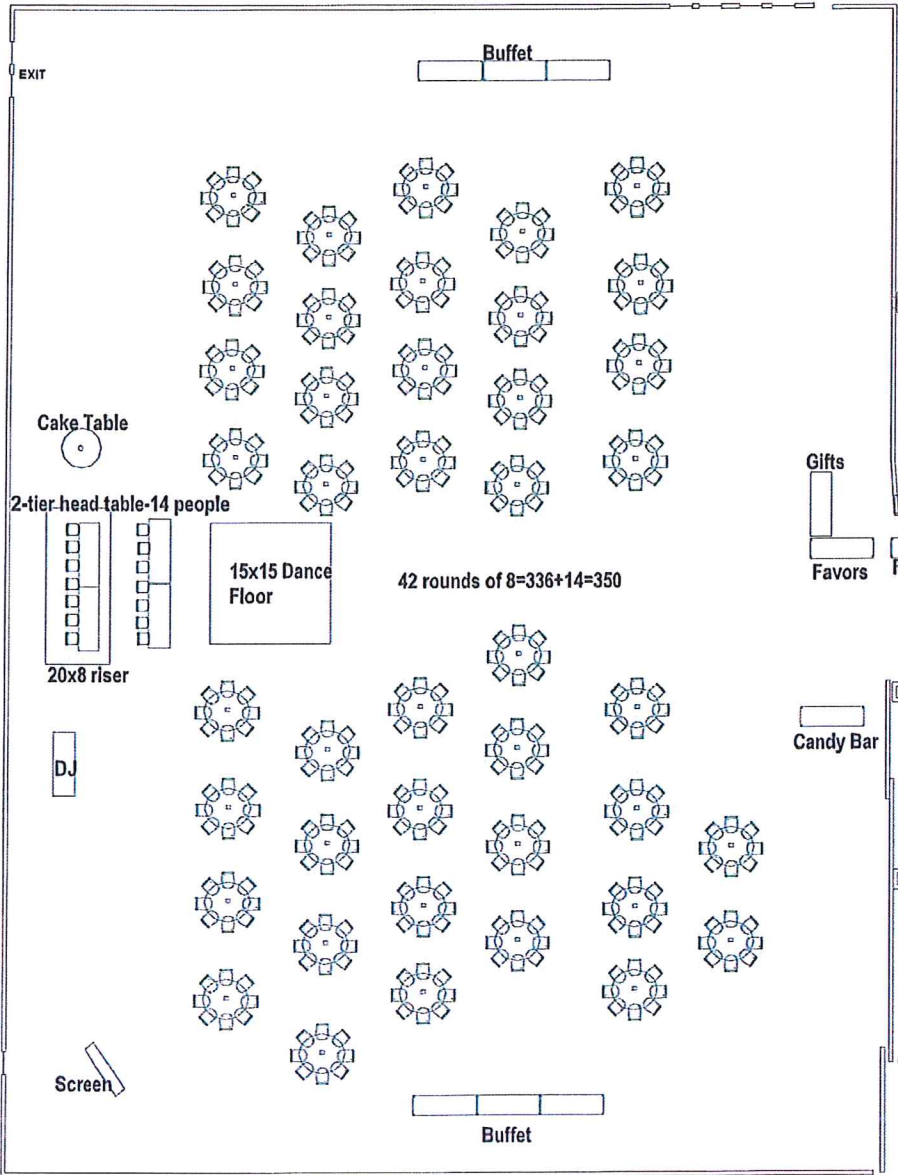 Buffet
EXIT
Cake Table
Gifts
2-tier head table-14 people
15x15 Dance
Floor
42 rounds of 8=336+14=350
Favors
20x8 riser
DJ
Candy Bar
Screen
Buffet